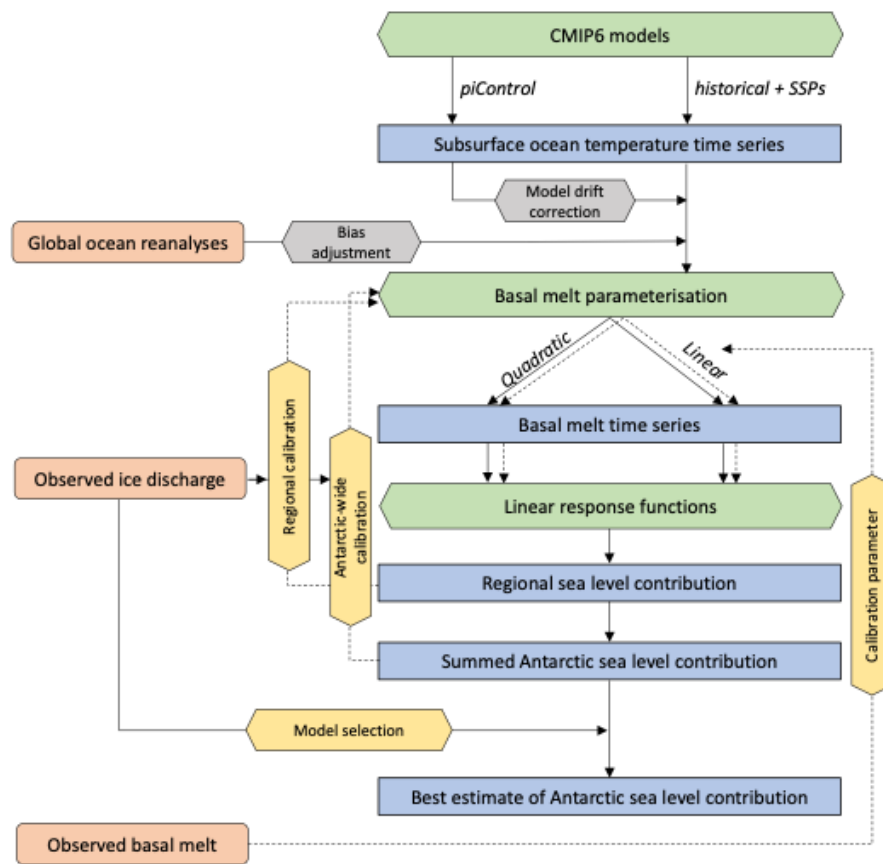 CMIP6 models
piControl
historical + SSPs
Subsurface ocean temperature time series
Model drift
correction
Global ocean reanalyses
Bias
adjustment
Basal melt parameterisation
Quadratic
Linear
Regional calibration
Basal melt time series
Observed ice discharge
Antarctic-wide
calibration
Linear response functions
Calibration parameter
Regional sea level contribution
Summed Antarctic sea level contribution
Model selection
Best estimate of Antarctic sea level contribution
Observed basal melt